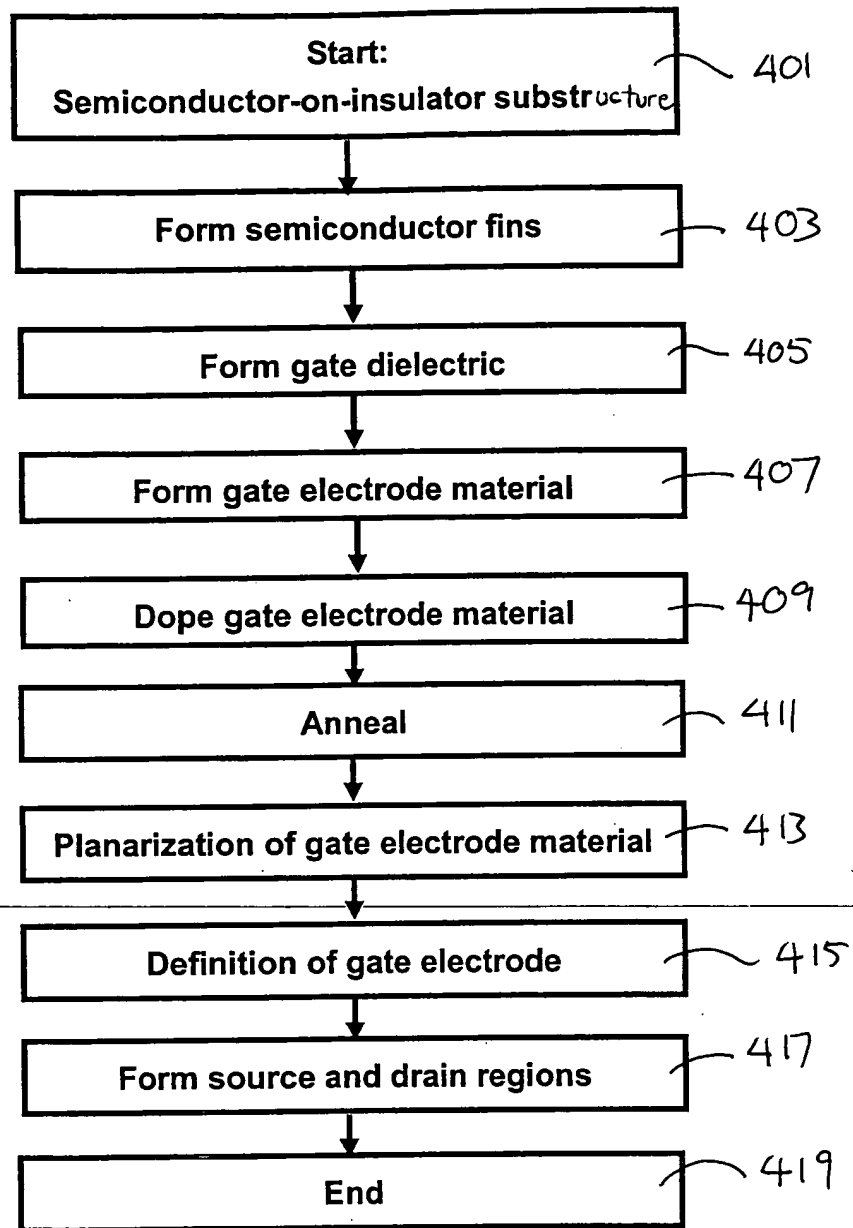 Start:
Semiconductor-on-insulator substructure
401
Form semiconductor fins
403
Form gate dielectric
405
Form gate electrode material
407
Dope gate electrode material
409
Anneal
411
Planarization of gate electrode material
413
Definition of gate electrode
415
Form source and drain regions
417
End
419